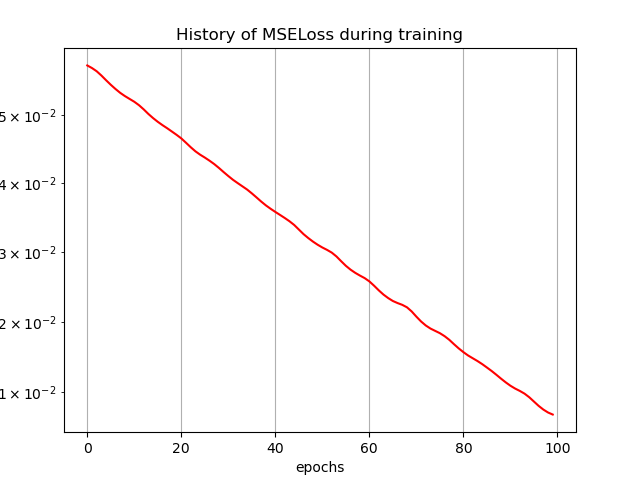 History of MSELoss during training
5 × 10⁻²
4 × 10⁻²
3 × 10⁻²
2 × 10⁻²
1 × 10⁻²
0 20 40 60 80 100
epochs